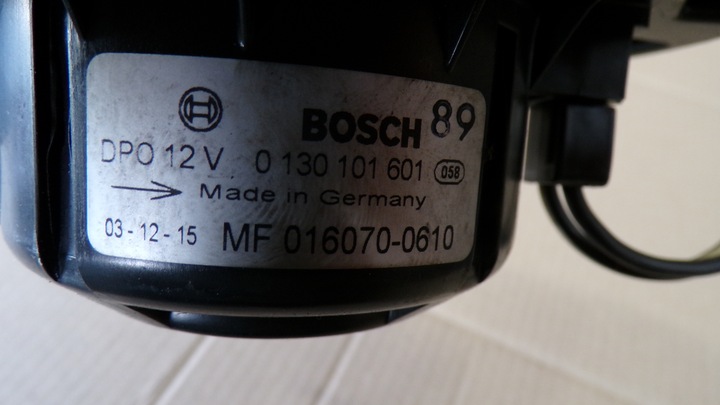 BOSCH 89
DPO 12 V 0 130 101 601 058
Made in Germany
03-12-15 MF 016070-0610